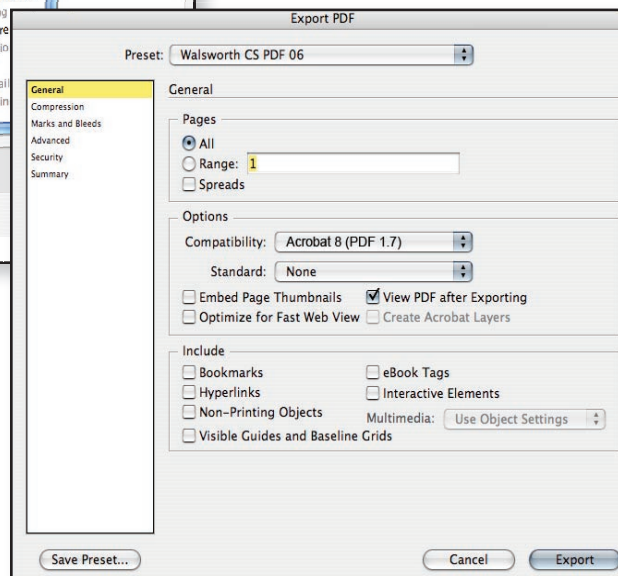 Export PDF
Preset: Walsworth CS PDF 06
General
Compression
Marks and Bleeds
Advanced
Security
Summary
General
Pages
All
Range: 1
Spreads
Options
Compatibility: Acrobat 8 (PDF 1.7)
Standard: None
Embed Page Thumbnails View PDF after Exporting
Optimize for Fast Web View Create Acrobat Layers
Include
Bookmarks eBook Tags
Hyperlinks Interactive Elements
Non-Printing Objects Multimedia: Use Object Settings
Visible Guides and Baseline Grids
Save Preset... Cancel Export